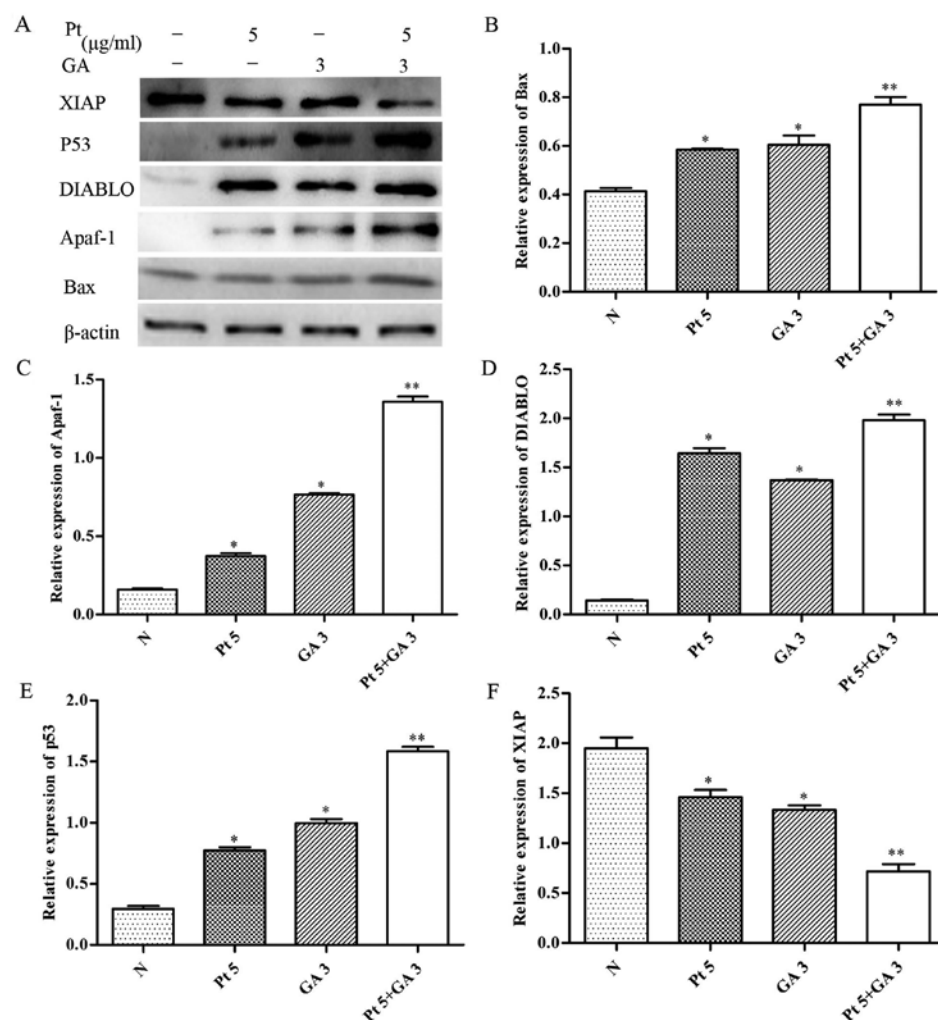 A
Pt – 5 – 5
(μg/ml)
GA – – 3 3
XIAP
P53
DIABLO
Apaf-1
Bax
β-actin
B
Relative expression of Bax
0.8
0.6
0.4
0.2
0.0
*
*
**
N
Pt 5
GA 3
Pt 5+GA 3
C
Relative expression of Apaf-1
1.5
1.0
0.5
0.0
*
*
**
N
Pt 5
GA 3
Pt 5+GA 3
D
Relative expression of DIABLO
2.5
2.0
1.5
1.0
0.5
0.0
*
*
**
N
Pt 5
GA 3
Pt 5+GA 3
E
Relative expression of p53
2.0
1.5
1.0
0.5
0.0
*
*
**
N
Pt 5
GA 3
Pt 5+GA 3
F
Relative expression of XIAP
2.5
2.0
1.5
1.0
0.5
0.0
*
*
**
N
Pt 5
GA 3
Pt 5+GA 3